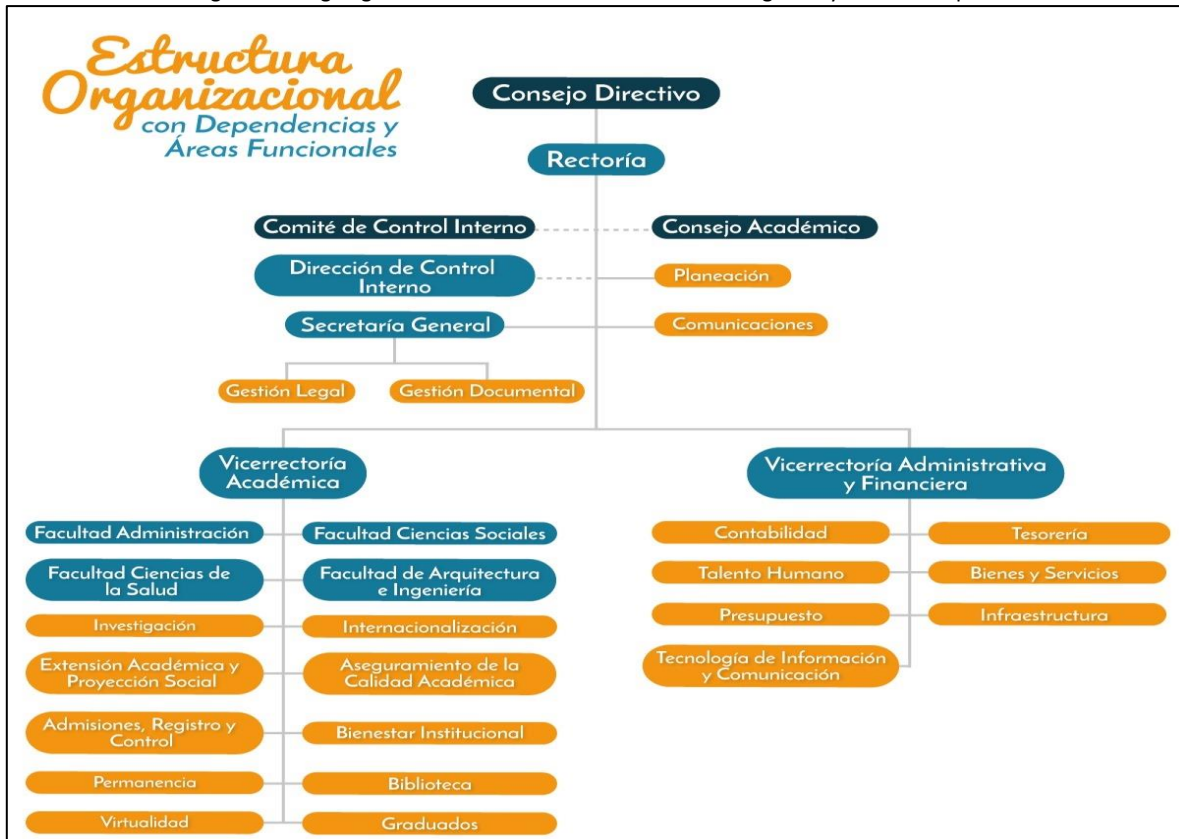 Estructura
Organizacional
con Dependencias y
Áreas Funcionales
Consejo Directivo
Rectoría
Comité de Control Interno
Consejo Académico
Dirección de Control
Interno
Planeación
Secretaría General
Comunicaciones
Gestión Legal
Gestión Documental
Vicerrectoría
Académica
Vicerrectoría Administrativa
y Financiera
Facultad Administración
Facultad Ciencias Sociales
Facultad Ciencias de
la Salud
Facultad de Arquitectura
e Ingeniería
Investigación
Internacionalización
Extensión Académica y
Proyección Social
Aseguramiento de la
Calidad Académica
Admisiones, Registro y
Control
Bienestar Institucional
Permanencia
Biblioteca
Virtualidad
Graduados
Contabilidad
Tesorería
Talento Humano
Bienes y Servicios
Presupuesto
Infraestructura
Tecnología de Información
y Comunicación